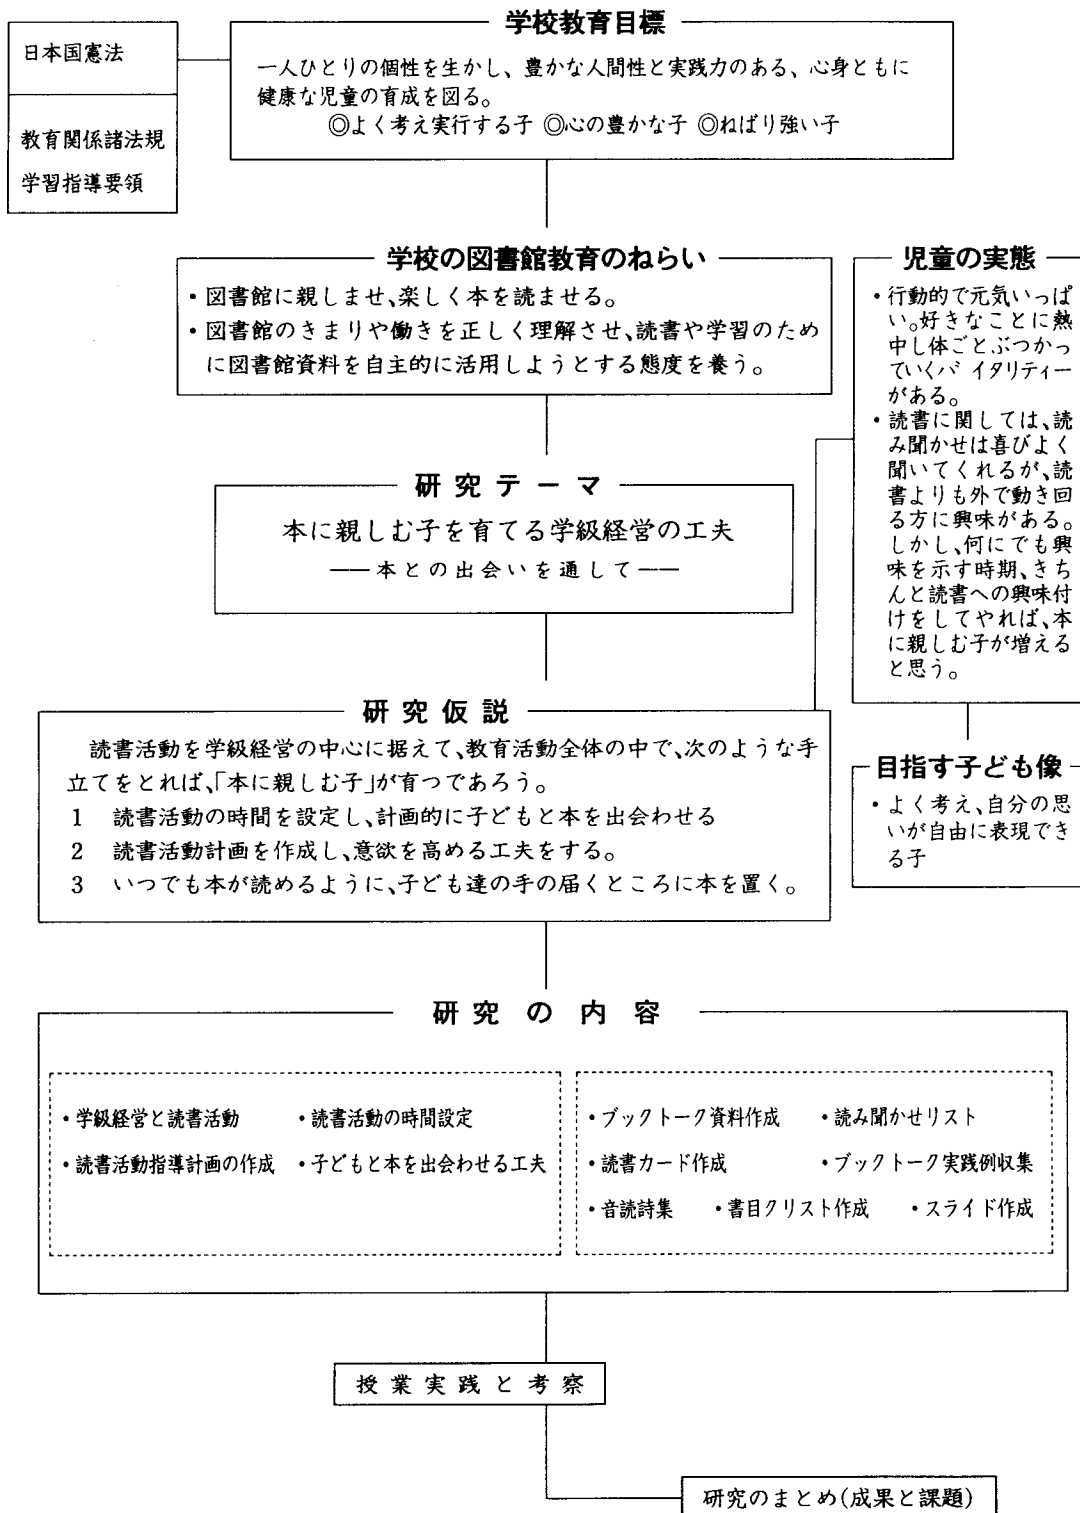 学校教育目標
日本国憲法
教育関係諸法規
学習指導要領
一人ひとりの個性を生かし、豊かな人間性と実践力のある、心身ともに
健康な児童の育成を図る。
◎よく考え実行する子 ◎心の豊かな子 ◎ねばり強い子
学校の図書館教育のねらい
・図書館に親しませ、楽しく本を読ませる。
・図書館のきまりや働きを正しく理解させ、読書や学習のため
に図書館資料を自主的に活用しようとする態度を養う。
児童の実態
・行動的で元気いっぱ
い。好きなことに熱
中し体ごとぶつかっ
ていくバイタリティー
がある。
・読書に関しては、読
み聞かせは喜びよく
聞いてくれるが、読
書よりも外で動き回
る方に興味がある。
しかし、何にでも興
味を示す時期、きち
んと読書への興味付
けをしてやれば、本
に親しむ子が増える
と思う。
研究テーマ
本に親しむ子を育てる学級経営の工夫
――本との出会いを通して――
研究仮説
読書活動を学級経営の中心に据えて、教育活動全体の中で、次のような手
立てをとれば、「本に親しむ子」が育つであろう。
1 読書活動の時間を設定し、計画的に子どもと本を出会わせる
2 読書活動計画を作成し、意欲を高める工夫をする。
3 いつでも本が読めるように、子ども達の手の届くところに本を置く。
目指す子ども像
・よく考え、自分の思
いが自由に表現でき
る子
研究の内容
・学級経営と読書活動 ・読書活動の時間設定
・読書活動指導計画の作成 ・子どもと本を出会わせる工夫
・ブックトーク資料作成 ・読み聞かせリスト
・読書カード作成 ・ブックトーク実践例収集
・音読詩集 ・書目クリスト作成 ・スライド作成
授業実践と考察
研究のまとめ(成果と課題)